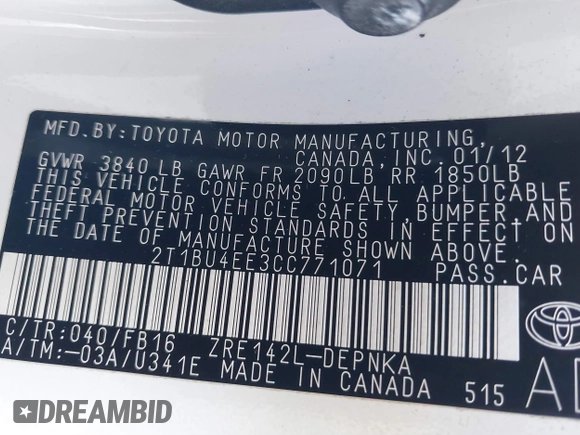 MFD.BY:TOYOTA MOTOR MANUFACTURING,
CANADA, INC. 01/12
GVWR 3840 LB GAWR FR 2090LB, RR 1850LB
THIS VEHICLE CONFORMS TO ALL APPLICABLE
FEDERAL MOTOR VEHICLE SAFETY, BUMPER, AND
THEFT PREVENTION STANDARDS IN EFFECT ON
THE DATE OF MANUFACTURE SHOWN ABOVE.
2T1BU4EE3CC771071 PASS.CAR
C/TR:040/FB16 ZRE142L-DEPNKA
A/TM:-03A/U341E MADE IN CANADA 515
DREAMBID